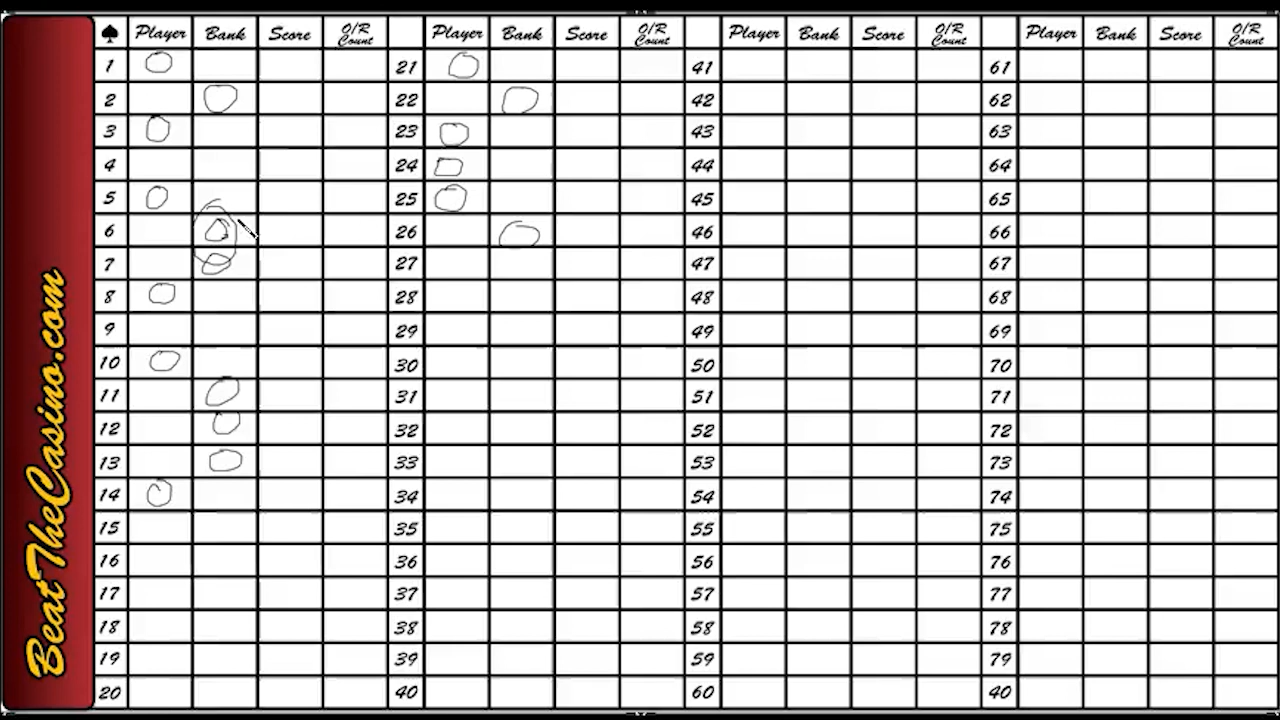 BeatTheCasino.com
♠ Player Bank Score O/R Count Player Bank Score O/R Count Player Bank Score O/R Count Player Bank Score O/R Count
1 21 41 61
2 22 42 62
3 23 43 63
4 24 44 64
5 25 45 65
6 26 46 66
7 27 47 67
8 28 48 68
9 29 49 69
10 30 50 70
11 31 51 71
12 32 52 72
13 33 53 73
14 34 54 74
15 35 55 75
16 36 56 76
17 37 57 77
18 38 58 78
19 39 59 79
20 40 60 40